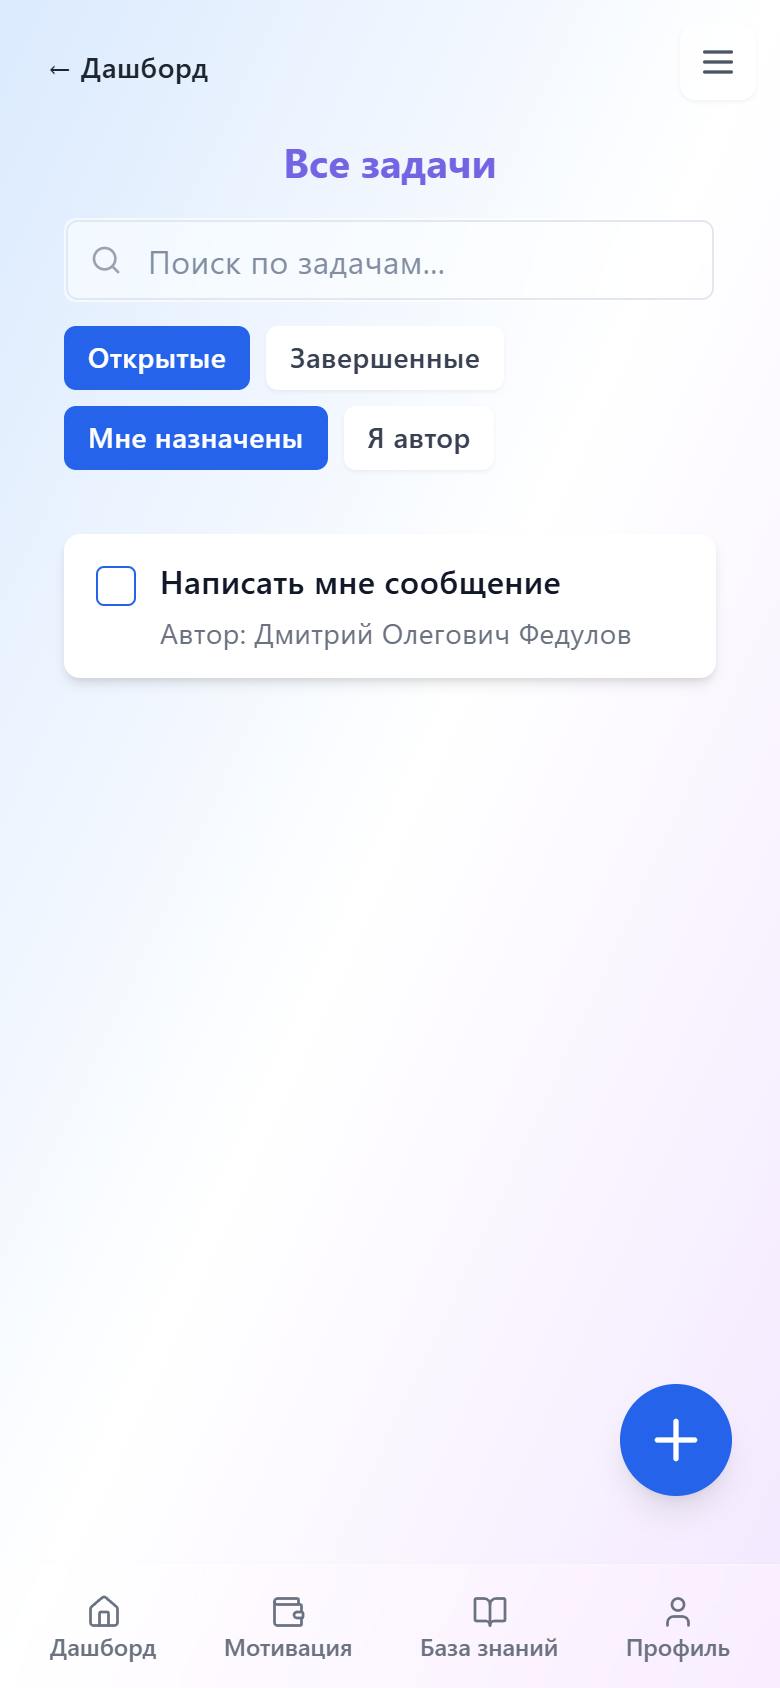 ← Дашборд
Все задачи
Поиск по задачам...
Открытые Завершенные
Мне назначены Я автор
Написать мне сообщение
Автор: Дмитрий Олегович Федулов
Дашборд Мотивация База знаний Профиль